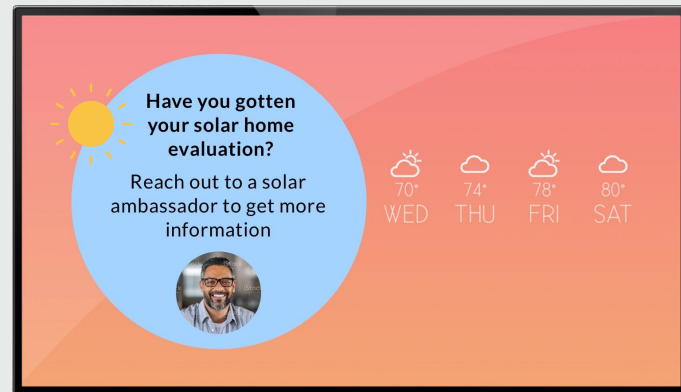 Have you gotten
your solar home
evaluation?
Reach out to a solar
ambassador to get more
information
70° 74° 78° 80°
WED THU FRI SAT